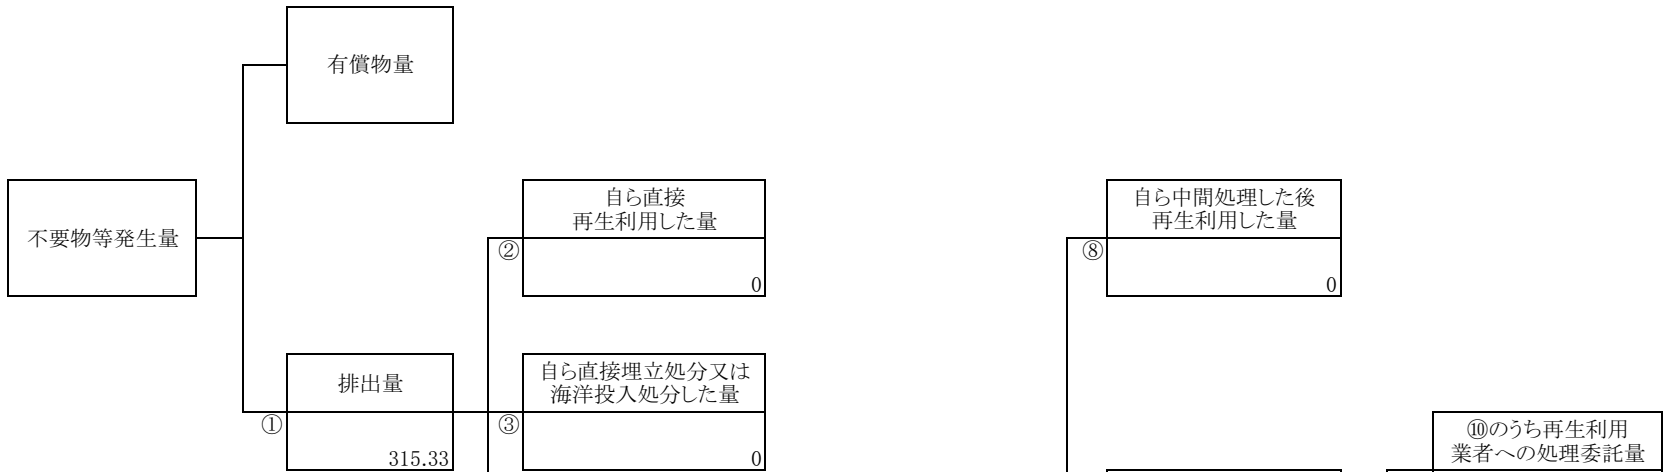 有償物量
不要物等発生量
自ら直接
再生利用した量
②
0
自ら中間処理した後
再生利用した量
⑧
0
排出量
①
315.33
自ら直接埋立処分又は
海洋投入処分した量
③
0
⑩のうち再生利用
業者への処理委託量